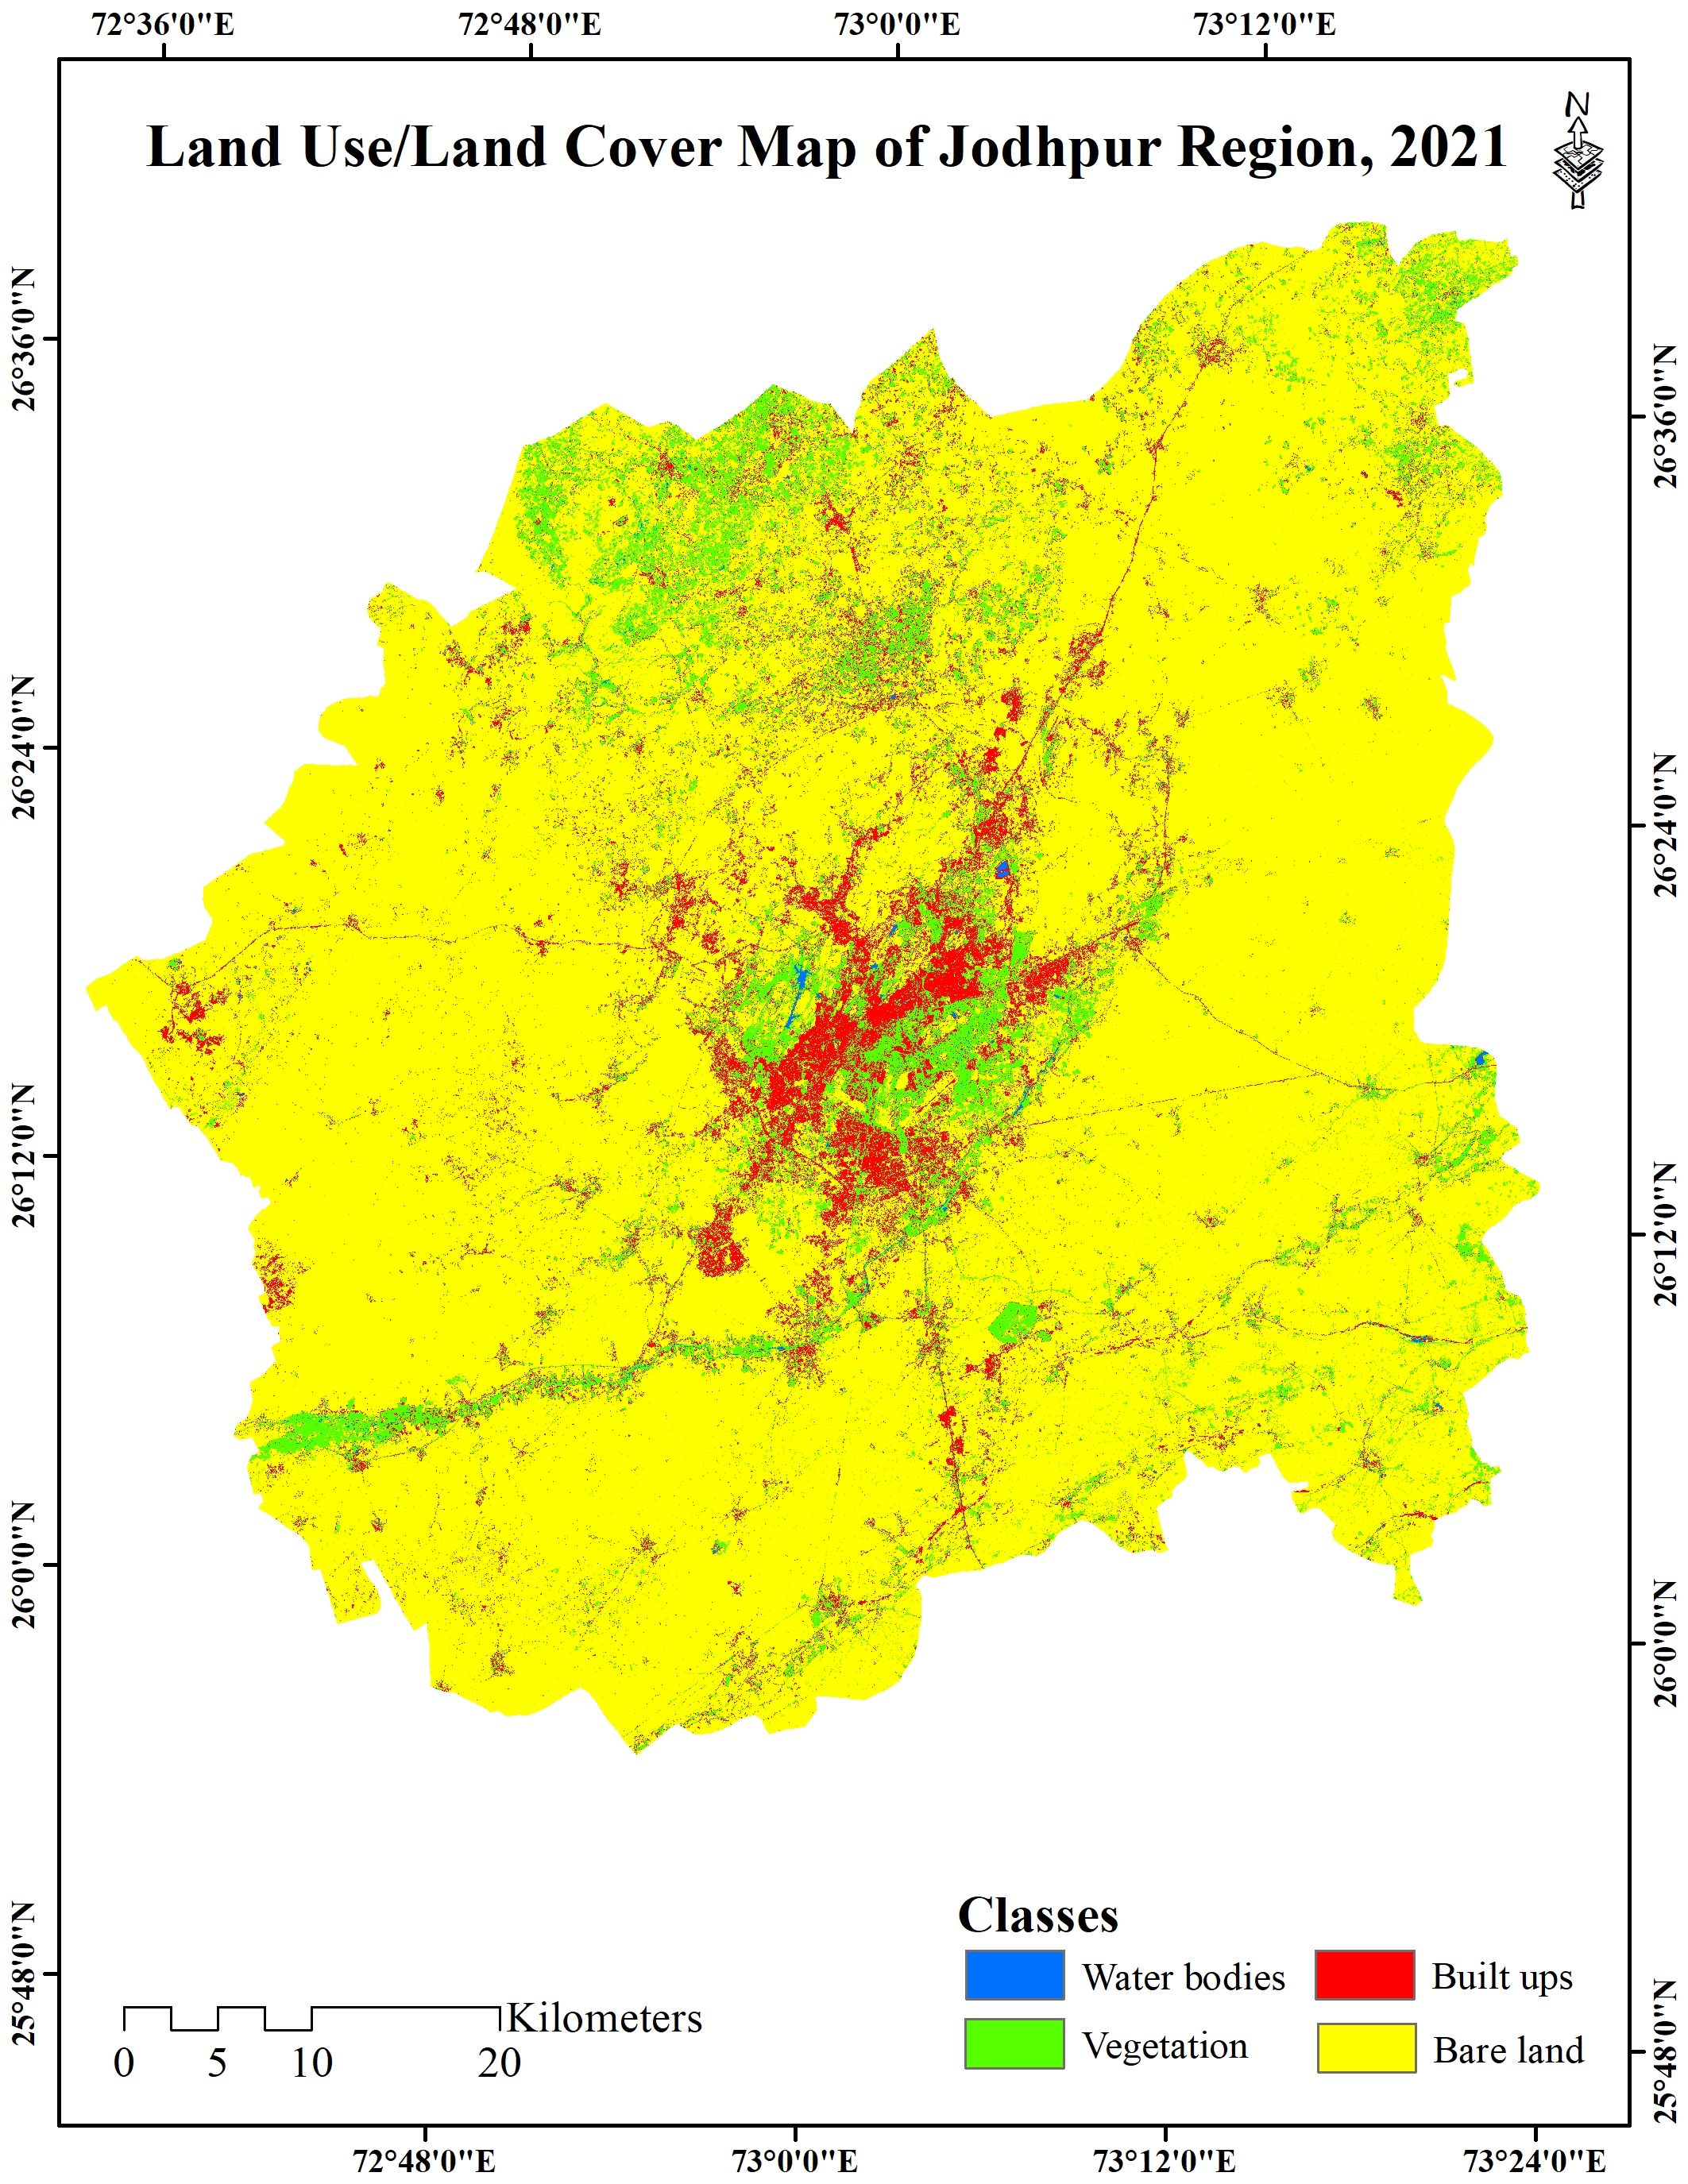 72°36'0"E 72°48'0"E 73°0'0"E 73°12'0"E
N
Land Use/Land Cover Map of Jodhpur Region, 2021
26°36'0"N
26°36'0"N
26°24'0"N
26°24'0"N
26°12'0"N
26°12'0"N
26°0'0"N
26°0'0"N
25°48'0"N
25°48'0"N
Classes
Water bodies
Built ups
Vegetation
Bare land
Kilometers
0 5 10 20
72°48'0"E 73°0'0"E 73°12'0"E 73°24'0"E